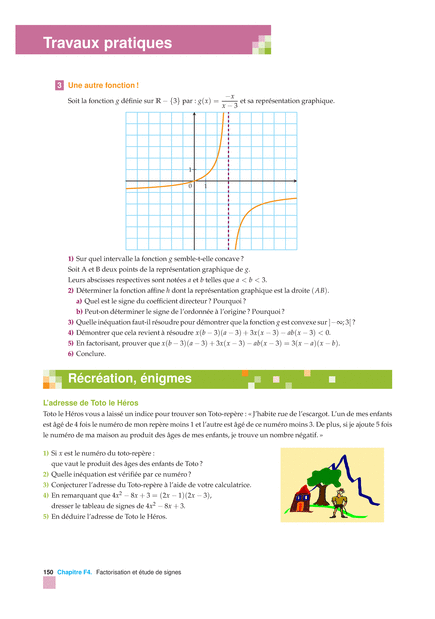 Travaux pratiques
3 Une autre fonction !
Soit la fonction g définie sur ℝ − {3} par : g(x) = −x / (x − 3) et sa représentation graphique.
1
0 1
1) Sur quel intervalle la fonction g semble-t-elle concave ?
Soit A et B deux points de la représentation graphique de g.
Leurs abscisses respectives sont notées a et b telles que a < b < 3.
2) Déterminer la fonction affine h dont la représentation graphique est la droite (AB).
a) Quel est le signe du coefficient directeur ? Pourquoi ?
b) Peut-on déterminer le signe de l'ordonnée à l'origine ? Pourquoi ?
3) Quelle inéquation faut-il résoudre pour démontrer que la fonction g est convexe sur ]−∞; 3] ?
4) Démontrer que cela revient à résoudre x(b − 3)(a − 3) + 3x(x − 3) − ab(x − 3) < 0.
5) En factorisant, prouver que x(b − 3)(a − 3) + 3x(x − 3) − ab(x − 3) = 3(x − a)(x − b).
6) Conclure.
Récréation, énigmes
L'adresse de Toto le Héros
Toto le Héros vous a laissé un indice pour trouver son Toto-repère : « J'habite rue de l'escargot. L'un de mes enfants
est âgé de 4 fois le numéro de mon repère moins 1 et l'autre est âgé de ce numéro moins 3. De plus, si je ajoute 5 fois
le numéro de ma maison au produit des âges de mes enfants, je trouve un nombre négatif. »
1) Si x est le numéro du toto-repère :
que vaut le produit des âges des enfants de Toto ?
2) Quelle inéquation est vérifiée par ce numéro ?
3) Conjecturer l'adresse du Toto-repère à l'aide de votre calculatrice.
4) En remarquant que 4x² − 8x + 3 = (2x − 1)(2x − 3),
dresser le tableau de signes de 4x² − 8x + 3.
5) En déduire l'adresse de Toto le Héros.
150 Chapitre F4. Factorisation et étude de signes